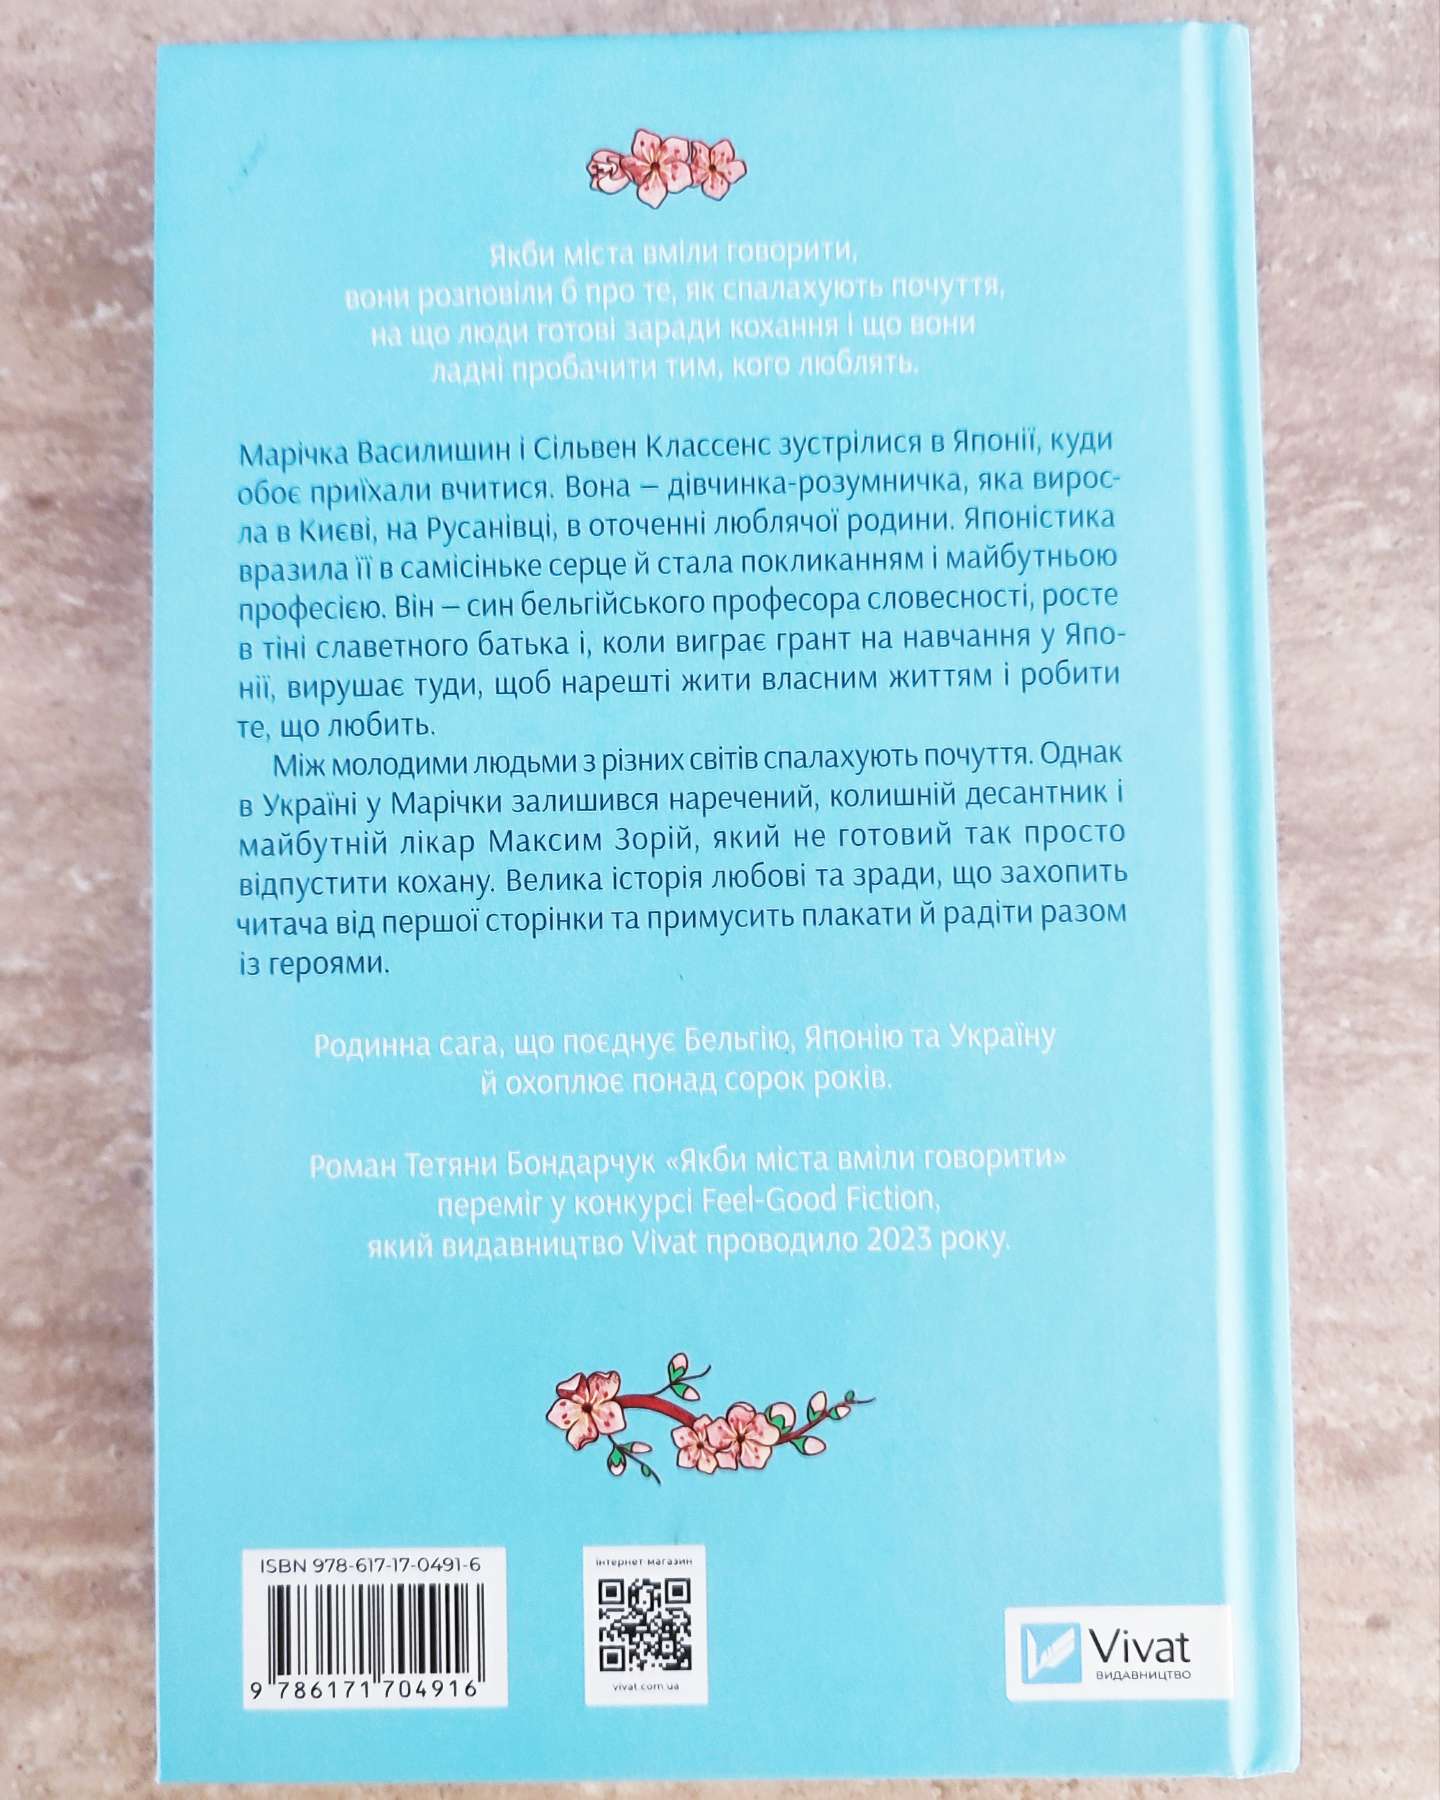 Якби міста вміли говорити,
вони розповіли б про те, як спалахують почуття,
на що люди готові заради кохання і що вони
ладні пробачити тим, кого люблять.
Марічка Василишин і Сільвен Классенс зустрілися в Японії, куди
обоє приїхали вчитися. Вона – дівчинка-розумничка, яка вирос-
ла в Києві, на Русанівці, в оточенні люблячої родини. Японістика
вразила її в самісіньке серце й стала покликанням і майбутньою
професією. Він – син бельгійського професора словесності, росте
в тіні славетного батька і, коли виграє грант на навчання у Япо-
нії, вирушає туди, щоб нарешті жити власним життям і робити
те, що любить.
Між молодими людьми з різних світів спалахують почуття. Однак
в Україні у Марічки залишився наречений, колишній десантник і
майбутній лікар Максим Зорій, який не готовий так просто
відпустити кохану. Велика історія любові та зради, що захопить
читача від першої сторінки та примусить плакати й радіти разом
із героями.
Родинна сага, що поєднує Бельгію, Японію та Україну
й охоплює понад сорок років.
Роман Тетяни Бондарчук «Якби міста вміли говорити»
переміг у конкурсі Feel-Good Fiction,
який видавництво Vivat проводило 2023 року.
ISBN 978-617-17-0491-6
9 786171 704916
інтернет-магазин
vivat.com.ua
Vivat
ВИДАВНИЦТВО